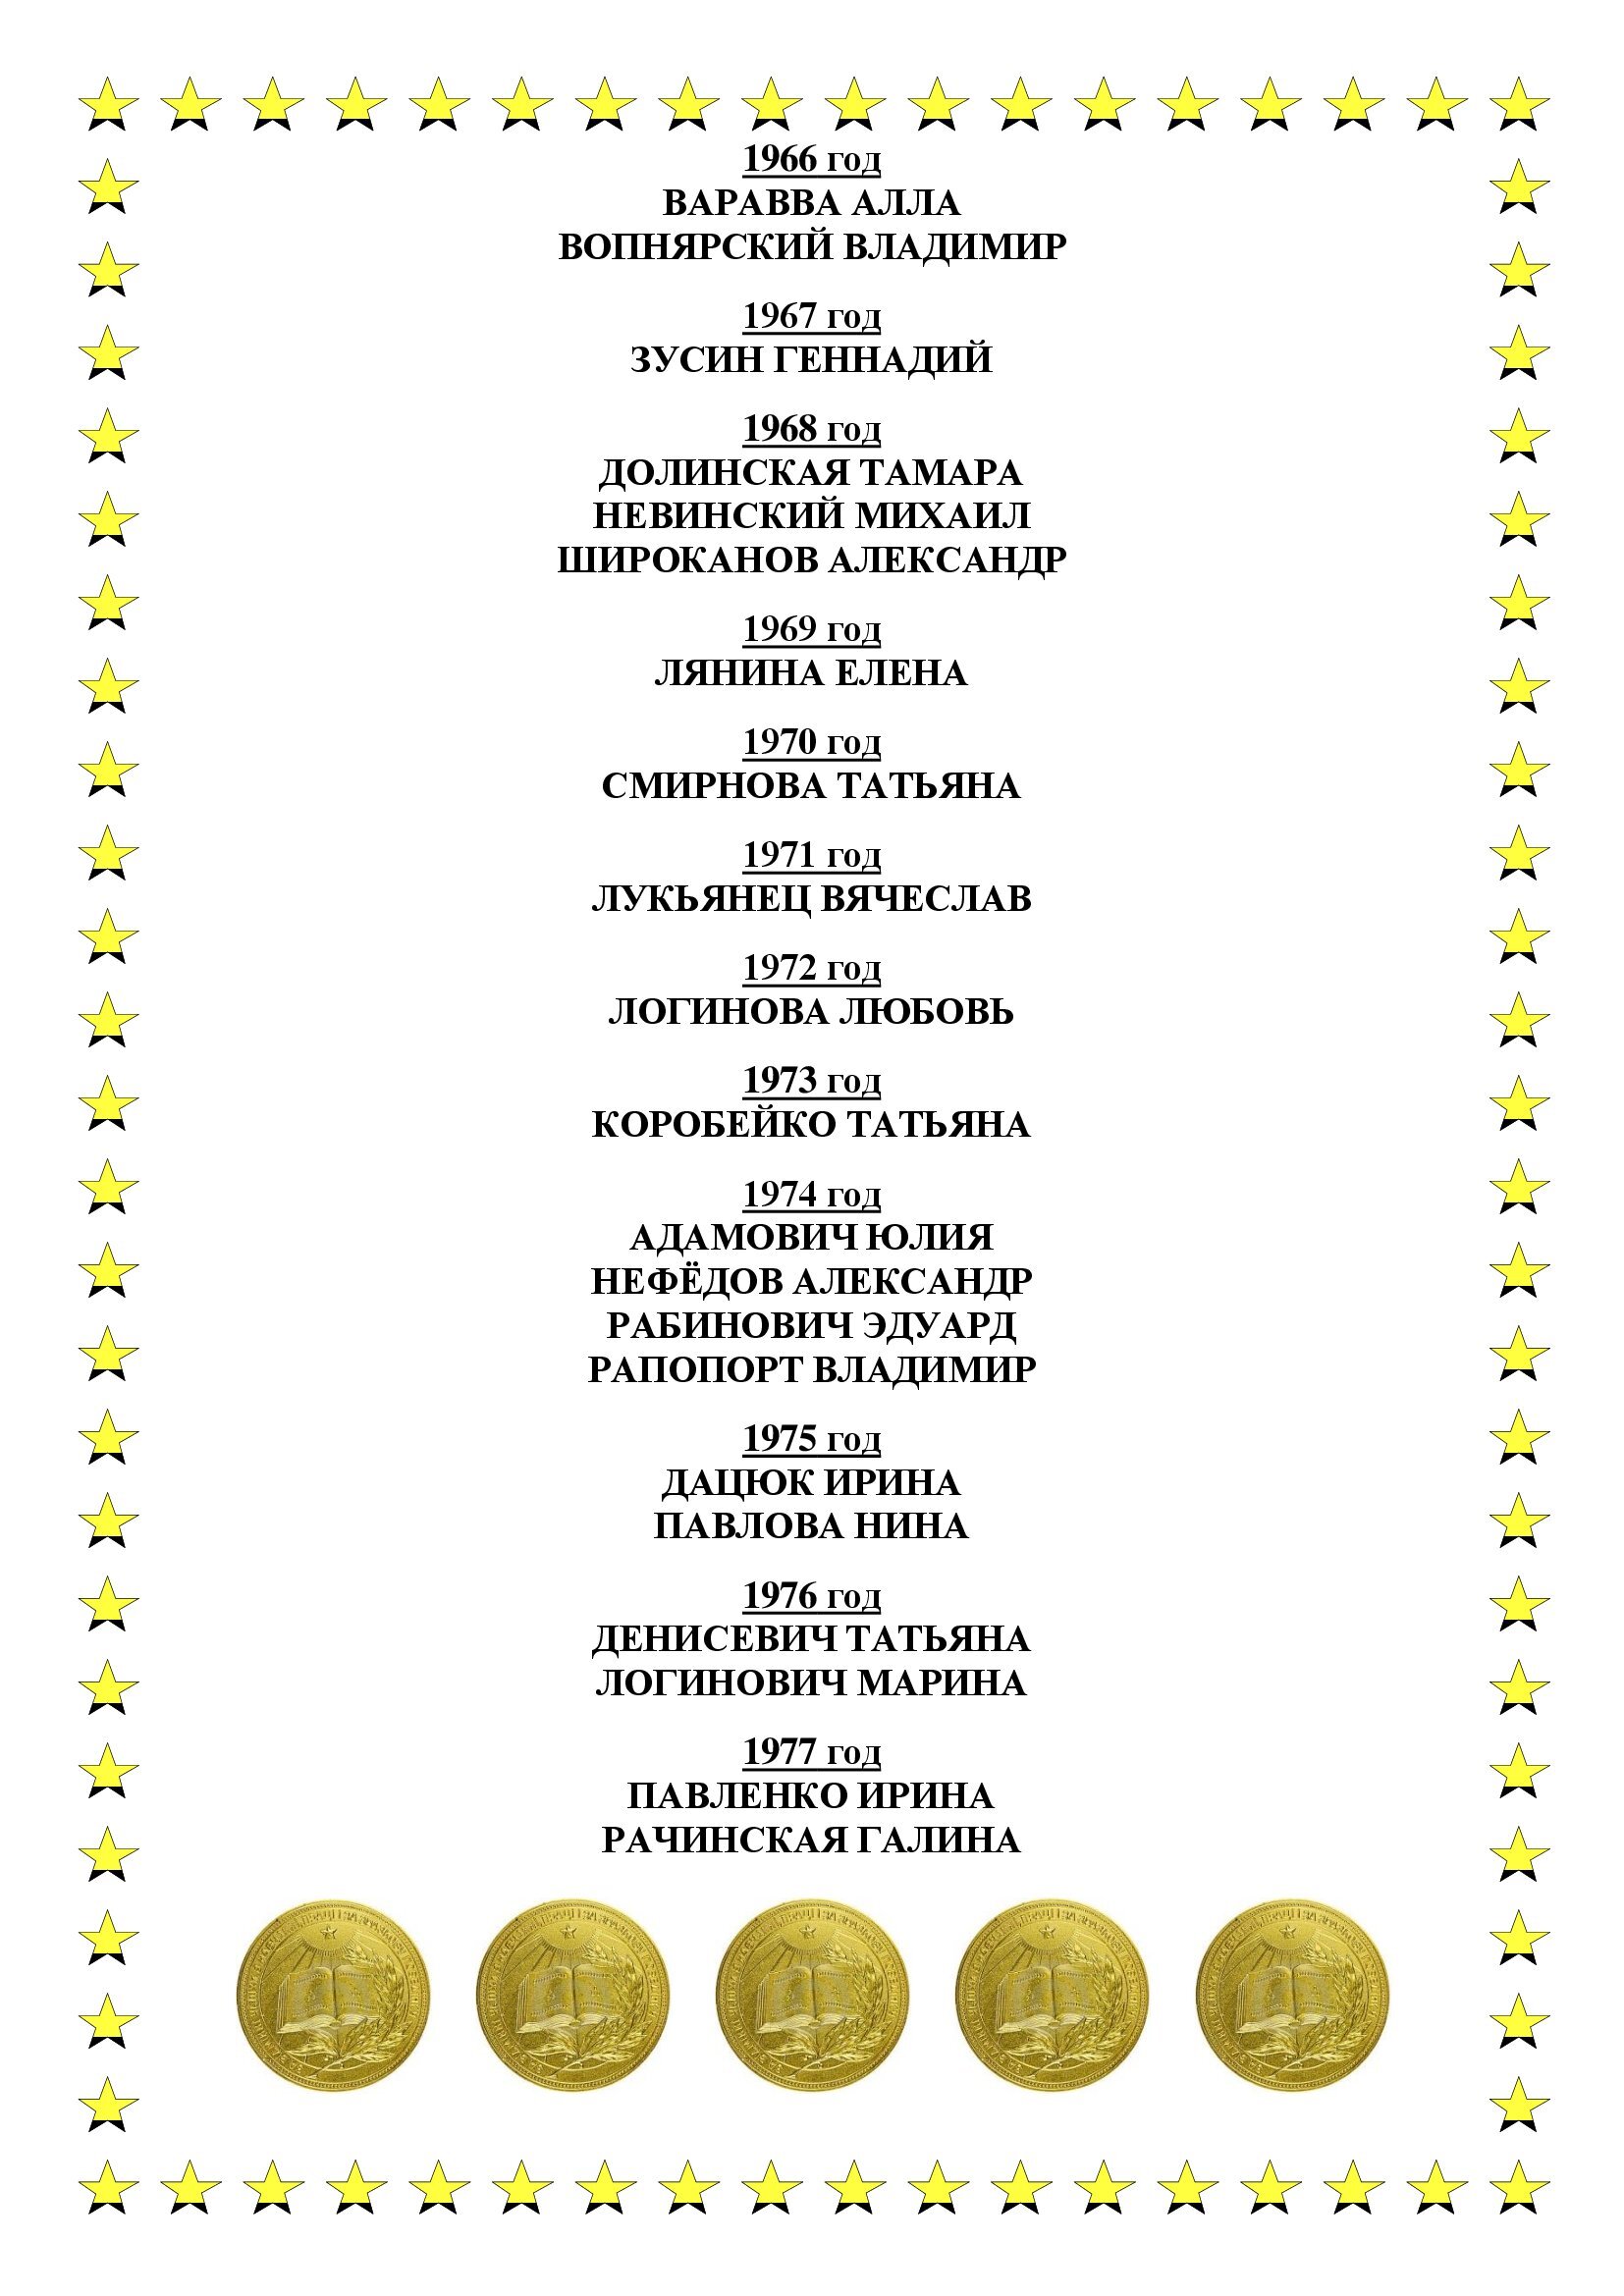 1966 год
ВАРАВВА АЛЛА
ВОПНЯРСКИЙ ВЛАДИМИР
1967 год
ЗУСИН ГЕННАДИЙ
1968 год
ДОЛИНСКАЯ ТАМАРА
НЕВИНСКИЙ МИХАИЛ
ШИРОКАНОВ АЛЕКСАНДР
1969 год
ЛЯНИНА ЕЛЕНА
1970 год
СМИРНОВА ТАТЬЯНА
1971 год
ЛУКЬЯНЕЦ ВЯЧЕСЛАВ
1972 год
ЛОГИНОВА ЛЮБОВЬ
1973 год
КОРОБЕЙКО ТАТЬЯНА
1974 год
АДАМОВИЧ ЮЛИЯ
НЕФЁДОВ АЛЕКСАНДР
РАБИНОВИЧ ЭДУАРД
РАПОПОРТ ВЛАДИМИР
1975 год
ДАЦЮК ИРИНА
ПАВЛОВА НИНА
1976 год
ДЕНИСЕВИЧ ТАТЬЯНА
ЛОГИНОВИЧ МАРИНА
1977 год
ПАВЛЕНКО ИРИНА
РАЧИНСКАЯ ГАЛИНА